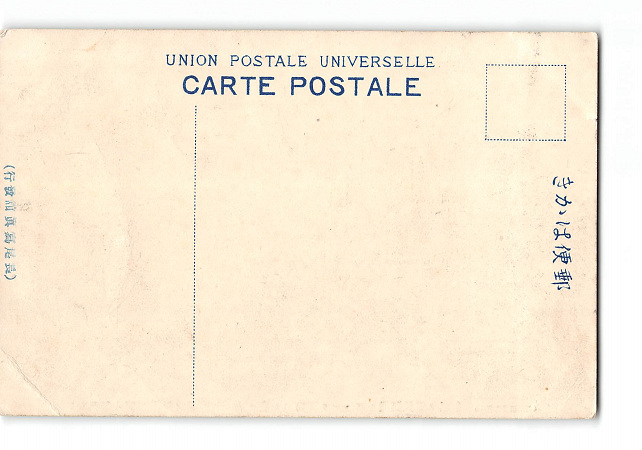 UNION POSTALE UNIVERSELLE
CARTE POSTALE
きかは便郵